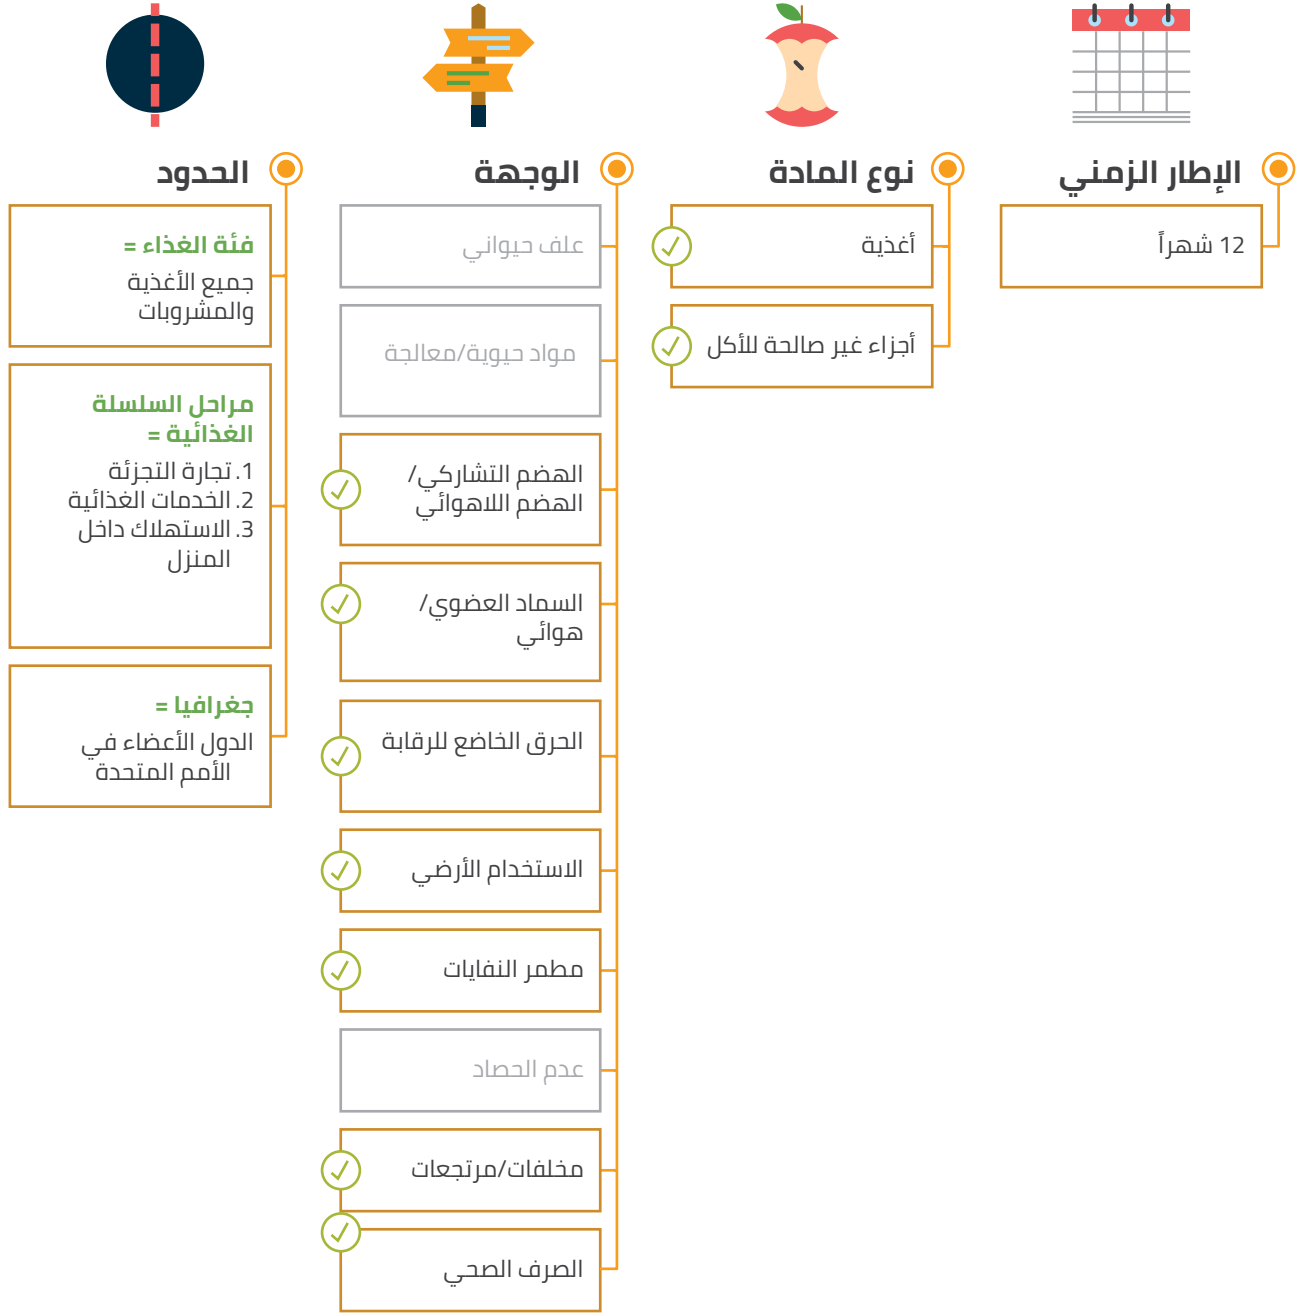 الإطار الزمني
12 شهراً
نوع المادة
أغذية
أجزاء غير صالحة للأكل
الوجهة
علف حيواني
مواد حيوية/معالجة
الهضم التشاركي/
الهضم اللاهوائي
السماد العضوي/
هوائي
الحرق الخاضع للرقابة
الاستخدام الأرضي
مطمر النفايات
عدم الحصاد
مخلفات/مرتجعات
الصرف الصحي
الحدود
فئة الغذاء =
جميع الأغذية
والمشروبات
مراحل السلسلة
الغذائية =
1. تجارة التجزئة
2. الخدمات الغذائية
3. الاستهلاك داخل
المنزل
جغرافيا =
الدول الأعضاء في
الأمم المتحدة